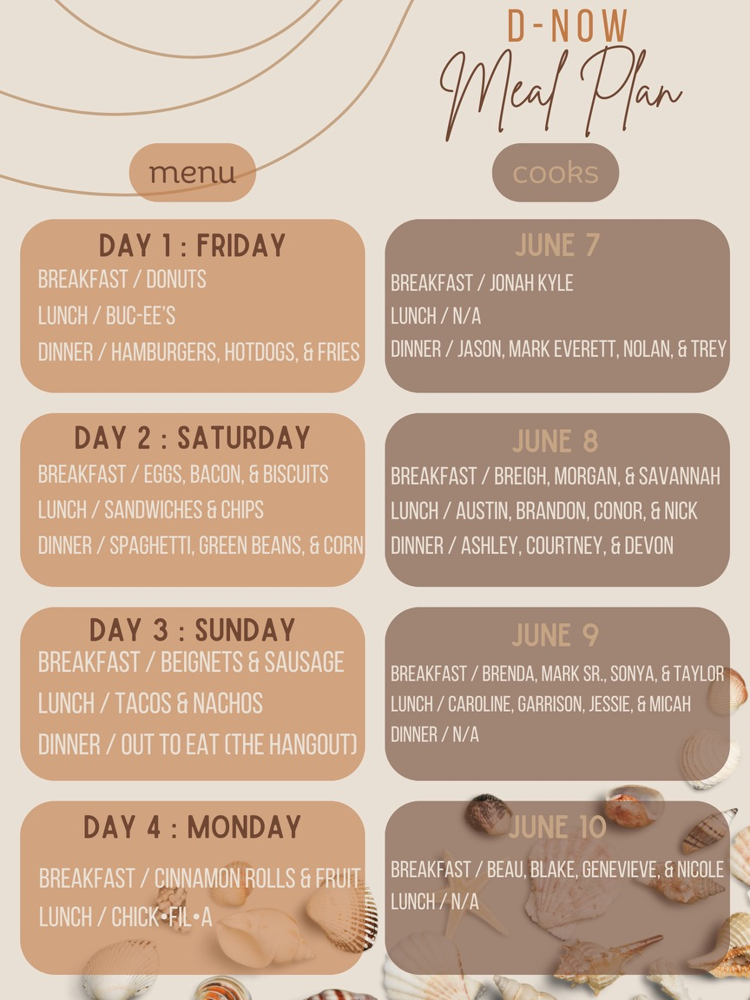 D-NOW
Meal Plan
menu
cooks
DAY 1 : FRIDAY
BREAKFAST / DONUTS
LUNCH / BUC-EE'S
DINNER / HAMBURGERS, HOTDOGS, & FRIES
JUNE 7
BREAKFAST / JONAH KYLE
LUNCH / N/A
DINNER / JASON, MARK EVERETT, NOLAN, & TREY
DAY 2 : SATURDAY
BREAKFAST / EGGS, BACON, & BISCUITS
LUNCH / SANDWICHES & CHIPS
DINNER / SPAGHETTI, GREEN BEANS, & CORN
JUNE 8
BREAKFAST / BREIGH, MORGAN, & SAVANNAH
LUNCH / AUSTIN, BRANDON, CONOR, & NICK
DINNER / ASHLEY, COURTNEY, & DEVON
DAY 3 : SUNDAY
BREAKFAST / BEIGNETS & SAUSAGE
LUNCH / TACOS & NACHOS
DINNER / OUT TO EAT (THE HANGOUT)
JUNE 9
BREAKFAST / BRENDA, MARK SR., SONYA, & TAYLOR
LUNCH / CAROLINE, GARRISON, JESSIE, & MICAH
DINNER / N/A
DAY 4 : MONDAY
BREAKFAST / CINNAMON ROLLS & FRUIT
LUNCH / CHICK•FIL•A
JUNE 10
BREAKFAST / BEAU, BLAKE, GENEVIEVE, & NICOLE
LUNCH / N/A